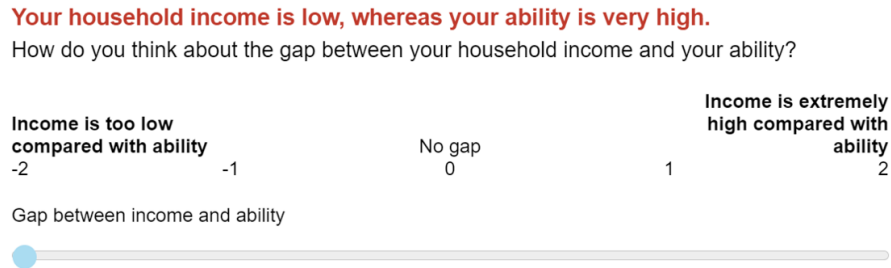 Your household income is low, whereas your ability is very high.
How do you think about the gap between your household income and your ability?
Income is too low
compared with ability
No gap
Income is extremely
high compared with
ability
-2 -1 0 1 2
Gap between income and ability